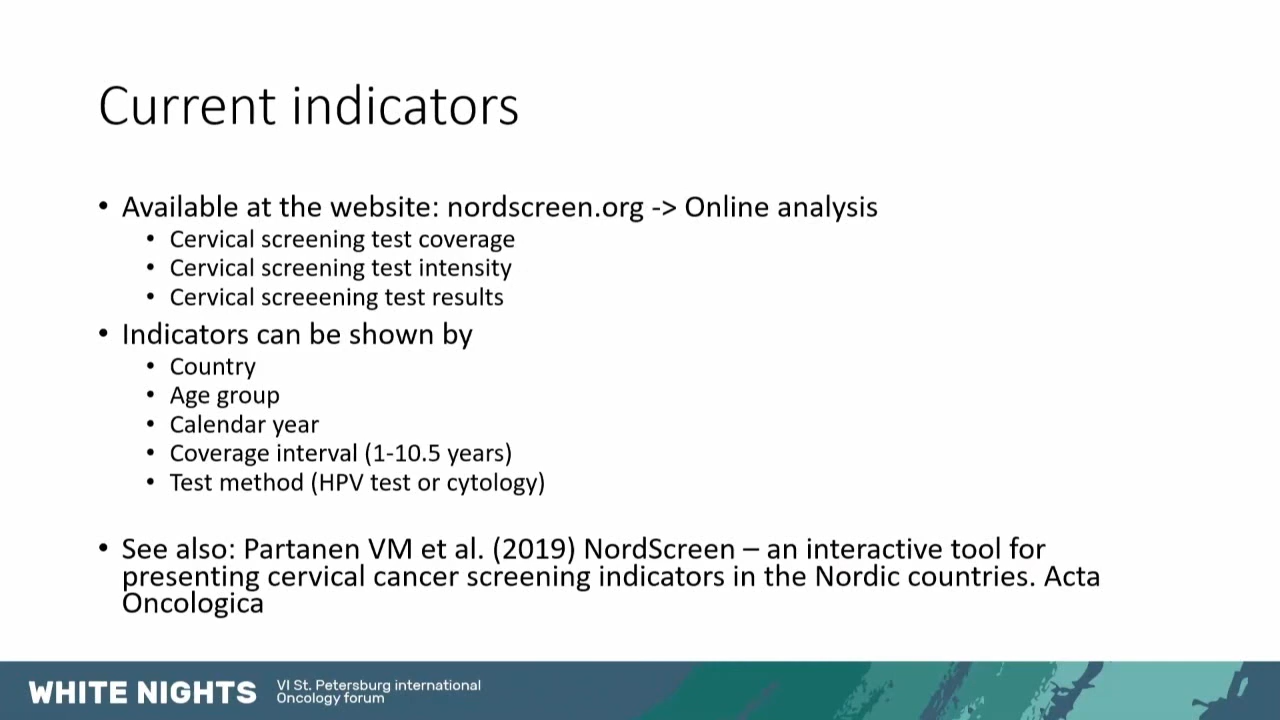 Current indicators
• Available at the website: nordscreen.org -> Online analysis
• Cervical screening test coverage
• Cervical screening test intensity
• Cervical screeening test results
• Indicators can be shown by
• Country
• Age group
• Calendar year
• Coverage interval (1-10.5 years)
• Test method (HPV test or cytology)
• See also: Partanen VM et al. (2019) NordScreen – an interactive tool for
presenting cervical cancer screening indicators in the Nordic countries. Acta
Oncologica
WHITE NIGHTS
VI St. Petersburg international
Oncology forum